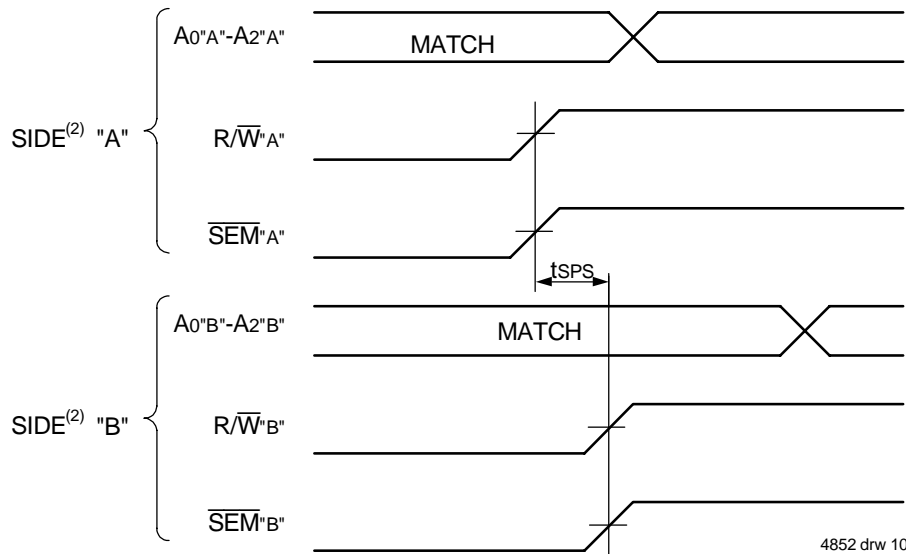 A0"A"-A2"A"
MATCH
SIDE(2) "A"
R/W"A"
SEM"A"
tSPS
A0"B"-A2"B"
MATCH
SIDE(2) "B"
R/W"B"
SEM"B"
4852 drw 10